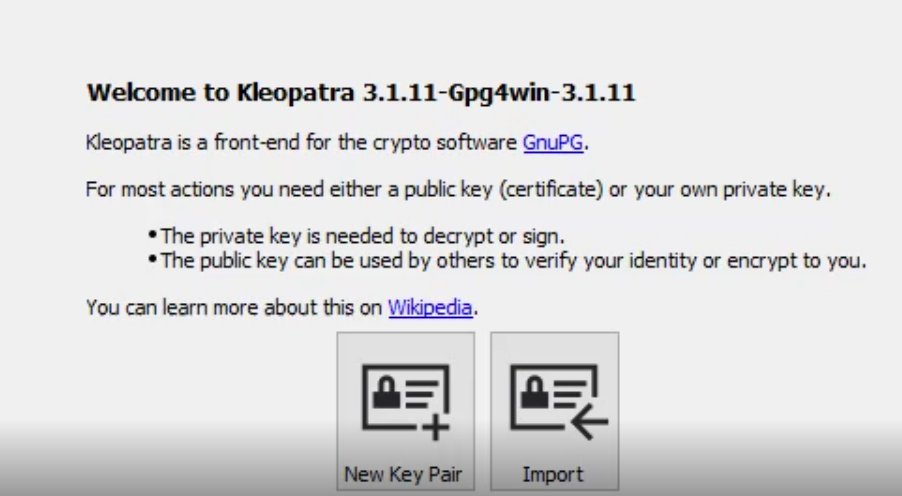 Welcome to Kleopatra 3.1.11-Gpg4win-3.1.11
Kleopatra is a front-end for the crypto software GnuPG.
For most actions you need either a public key (certificate) or your own private key.
•The private key is needed to decrypt or sign.
•The public key can be used by others to verify your identity or encrypt to you.
You can learn more about this on Wikipedia.
New Key Pair
Import